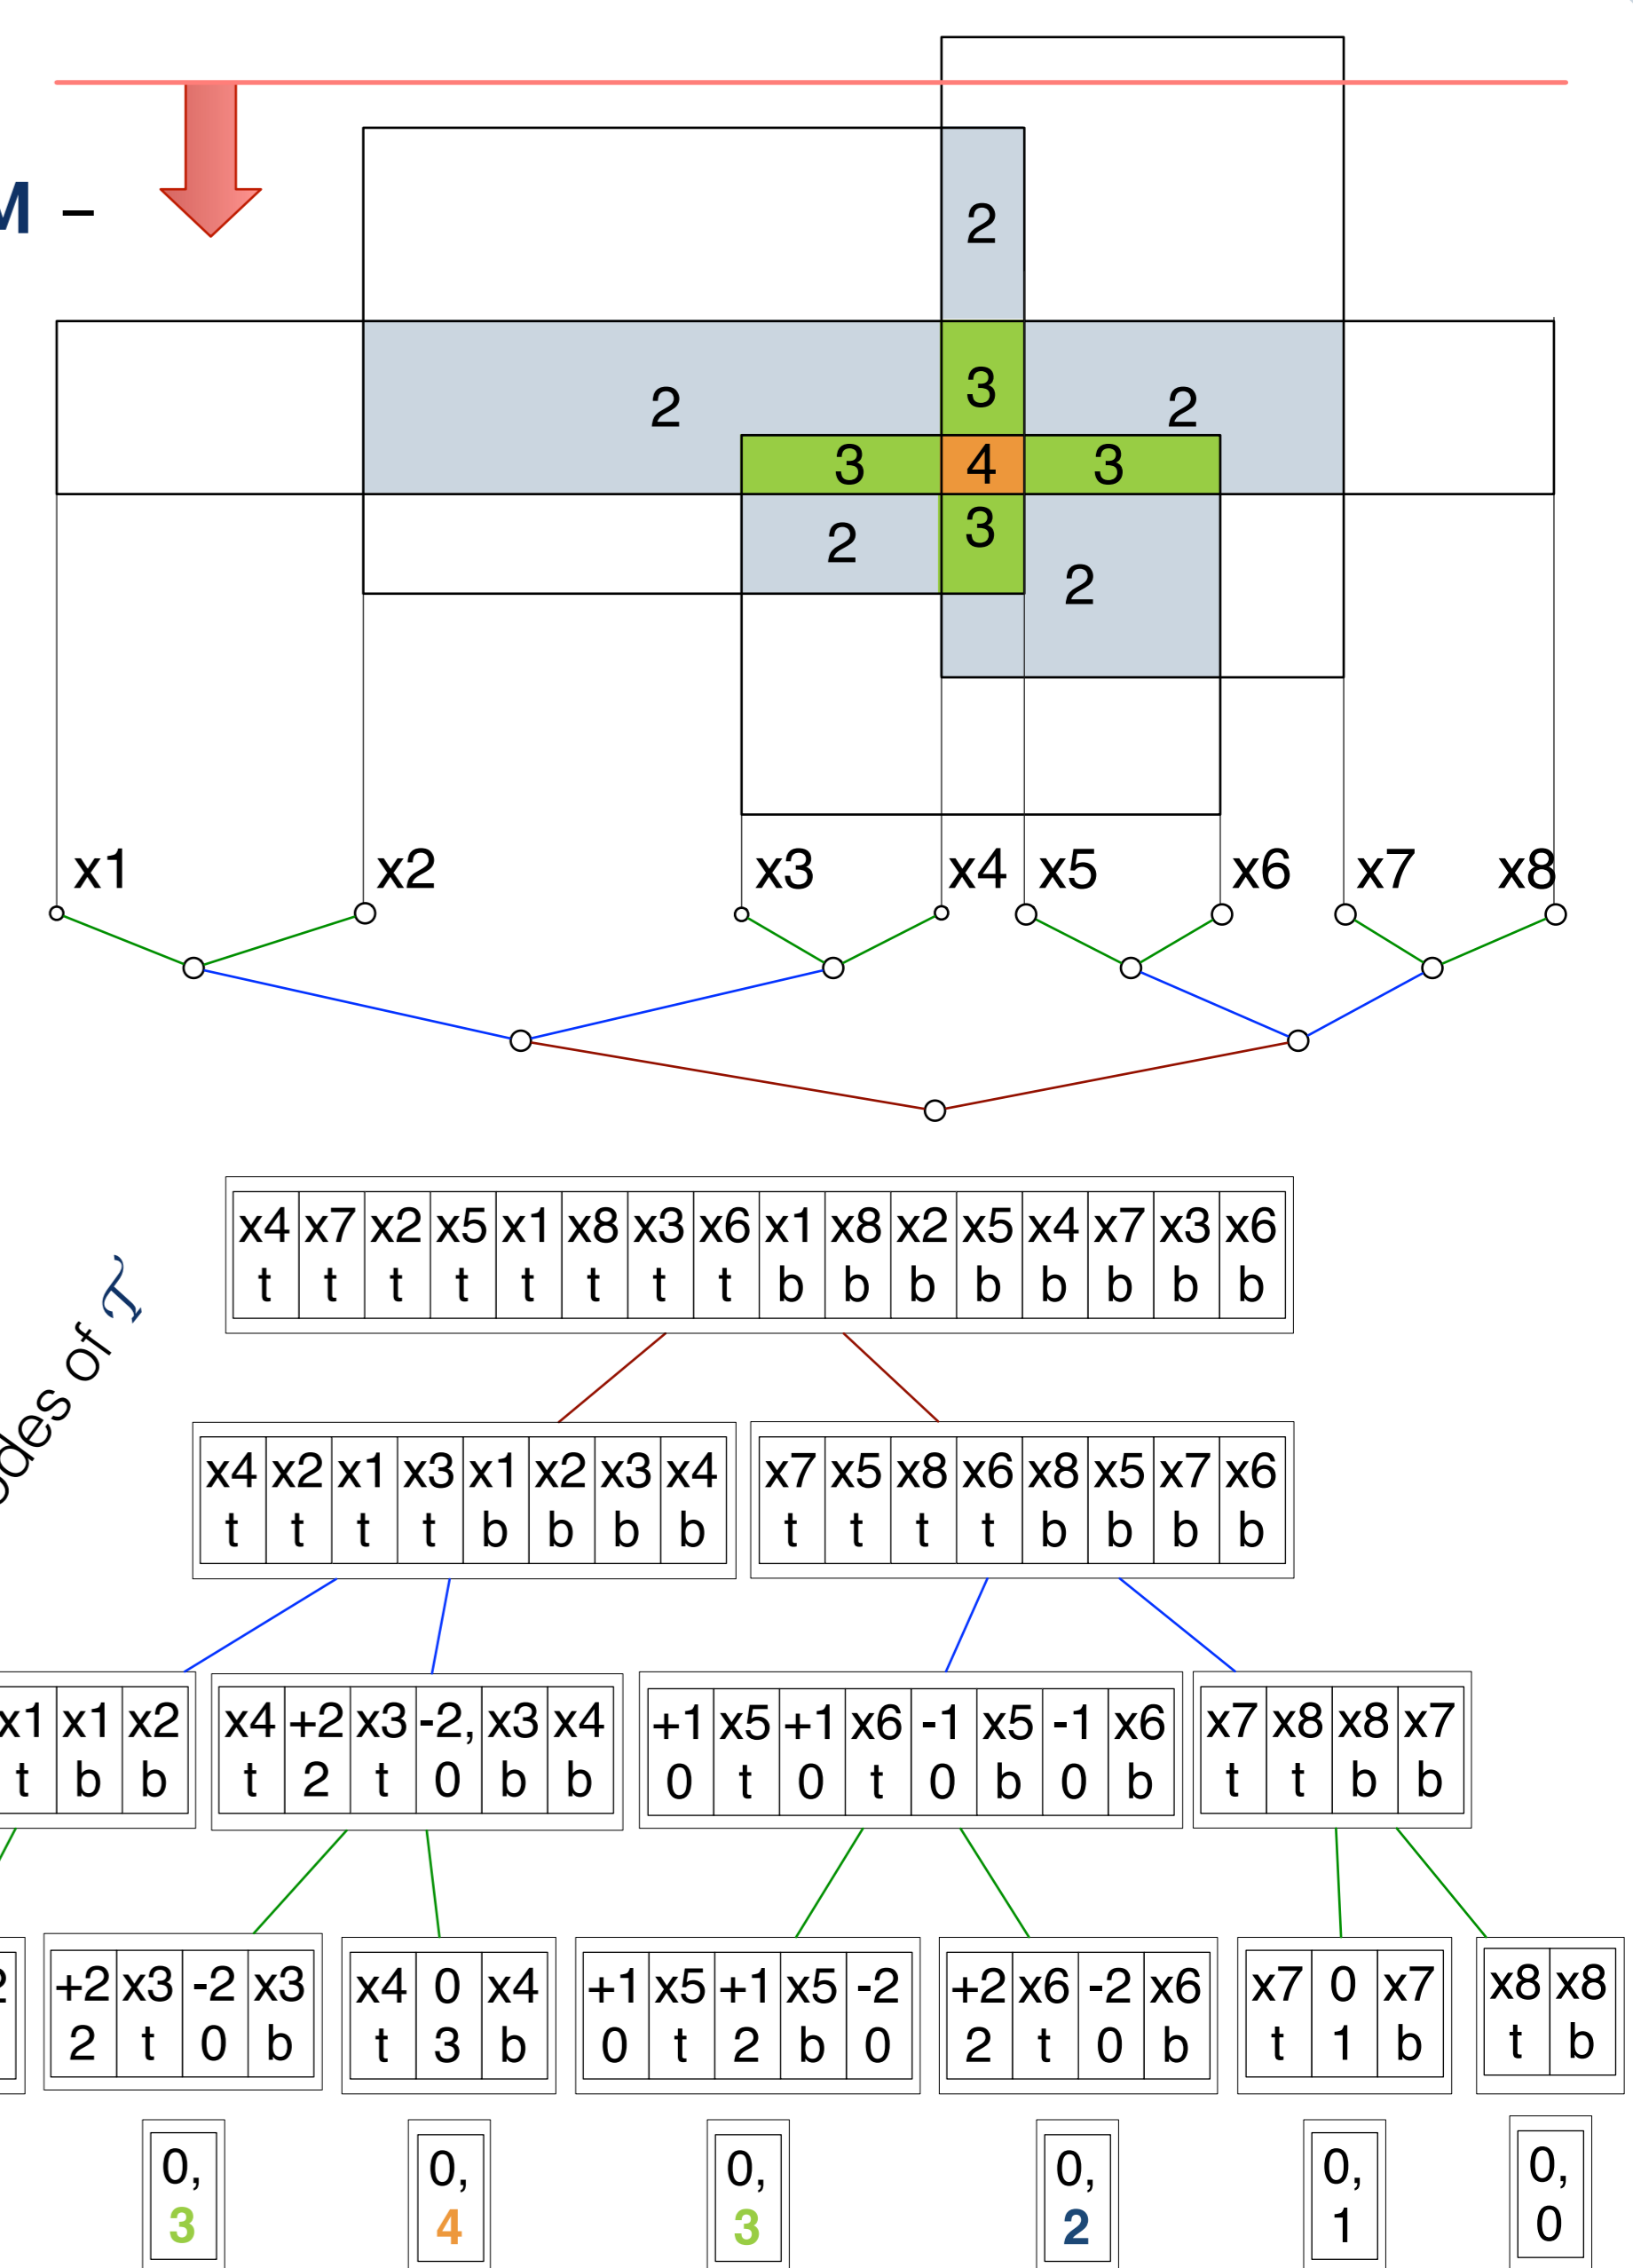 M –
2
3
2
2
3
4
3
2
3
2
x1 x2 x3 x4 x5 x6 x7 x8
x4 x7 x2 x5 x1 x8 x3 x6 x1 x8 x2 x5 x4 x7 x3 x6
t t t t t t t t b b b b b b b b
des of 𝒯
x4 x2 x1 x3 x1 x2 x3 x4 x7 x5 x8 x6 x8 x5 x7 x6
t t t t b b b b t t t t b b b b
x1 x1 x2 x4 +2 x3 -2, x3 x4 +1 x5 +1 x6 -1 x5 -1 x6 x7 x8 x8 x7
t b b t 2 t 0 b b 0 t 0 t 0 b 0 b t t b b
2 +2 x3 -2 x3 x4 0 x4 +1 x5 +1 x5 -2 +2 x6 -2 x6 x7 0 x7 x8 x8
2 t 0 b t 3 b 0 t 2 b 0 2 t 0 b t 1 b t b
0, 0, 0, 0, 0, 0,
3 4 3 2 1 0